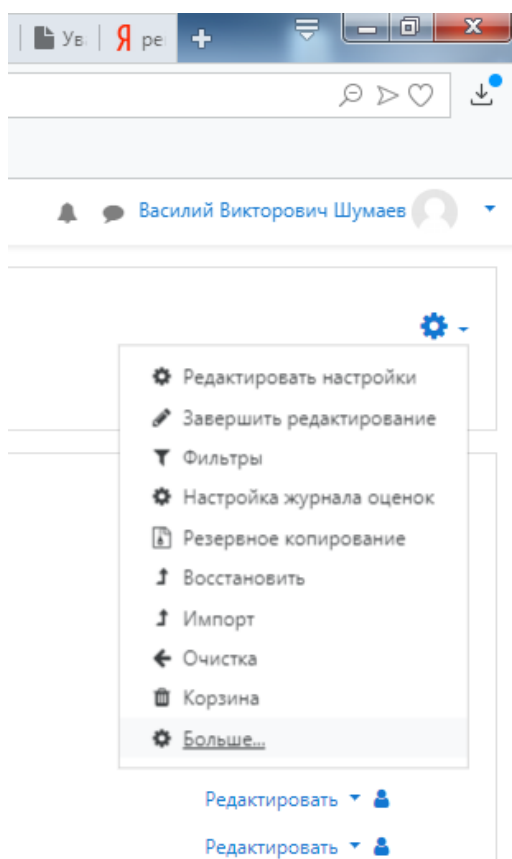 Ув
Я ре
Василий Викторович Шумаев
Редактировать настройки
Завершить редактирование
Фильтры
Настройка журнала оценок
Резервное копирование
Восстановить
Импорт
Очистка
Корзина
Больше...
Редактировать
Редактировать